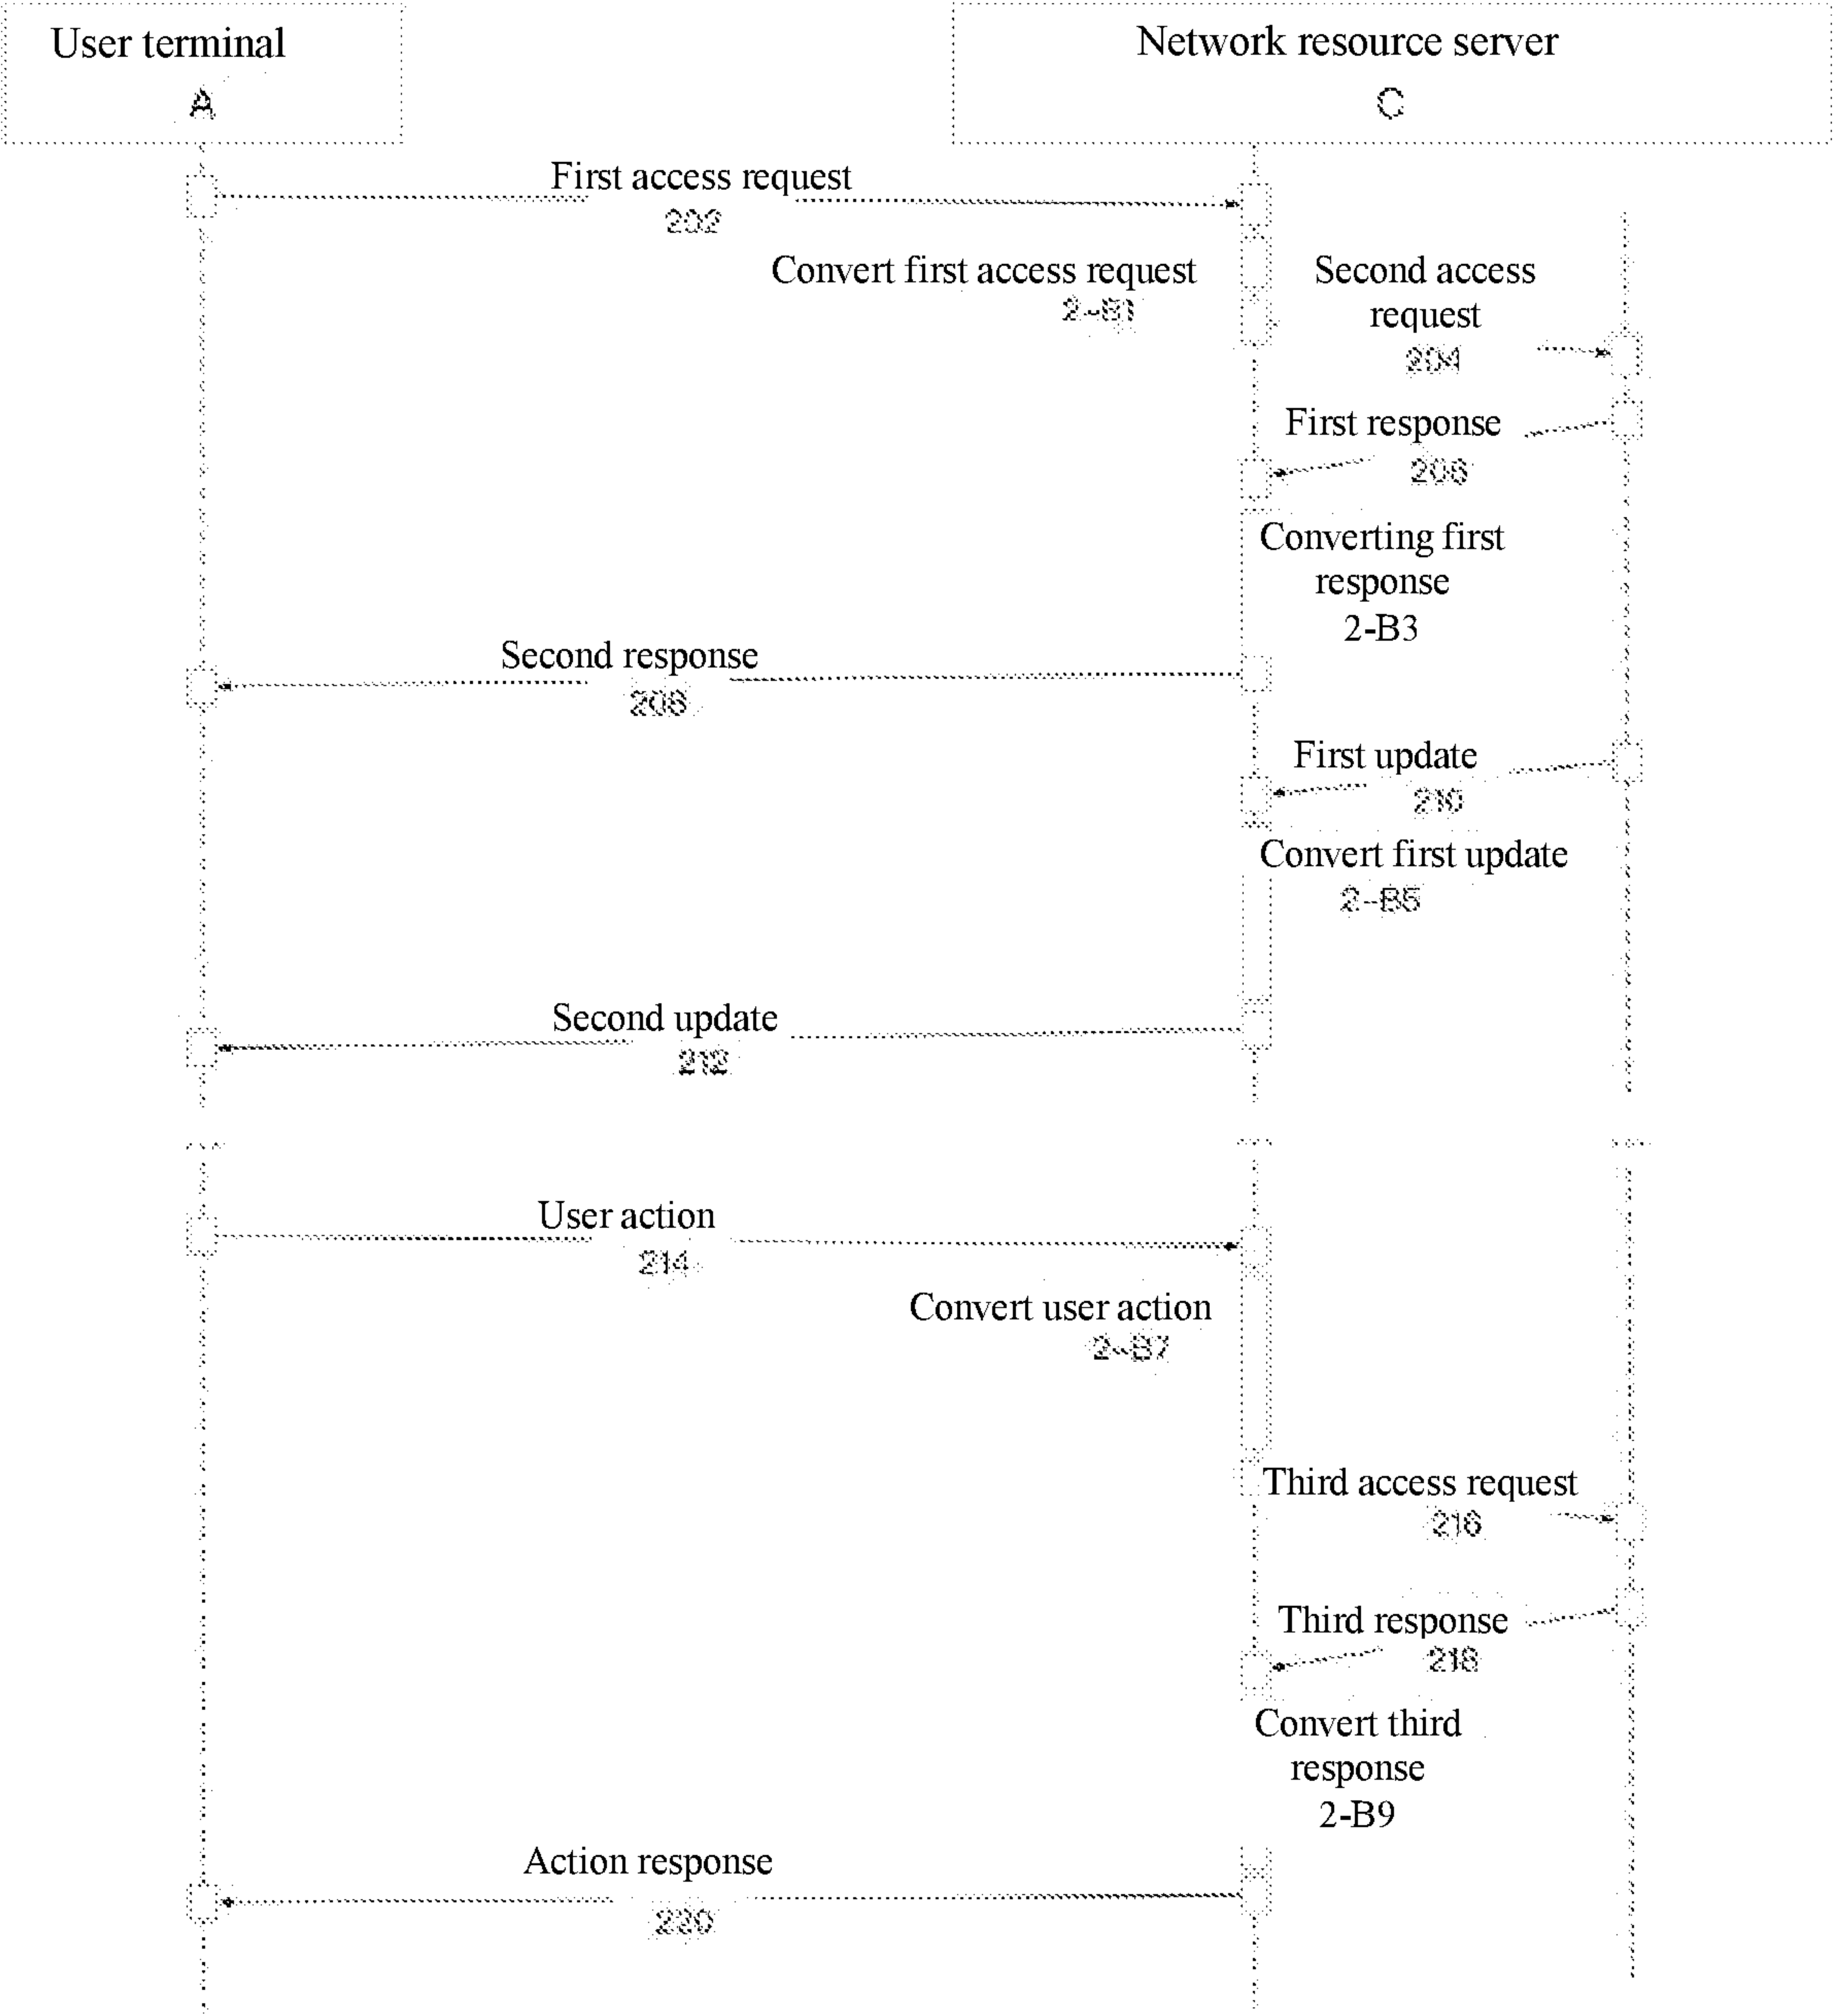 User terminal
A
Network resource server
C
First access request
202
Convert first access request
2-B1
Second access
request
204
First response
206
Converting first
response
2-B3
Second response
208
First update
210
Convert first update
2-B5
Second update
212
User action
214
Convert user action
2-B7
Third access request
216
Third response
218
Convert third
response
2-B9
Action response
220